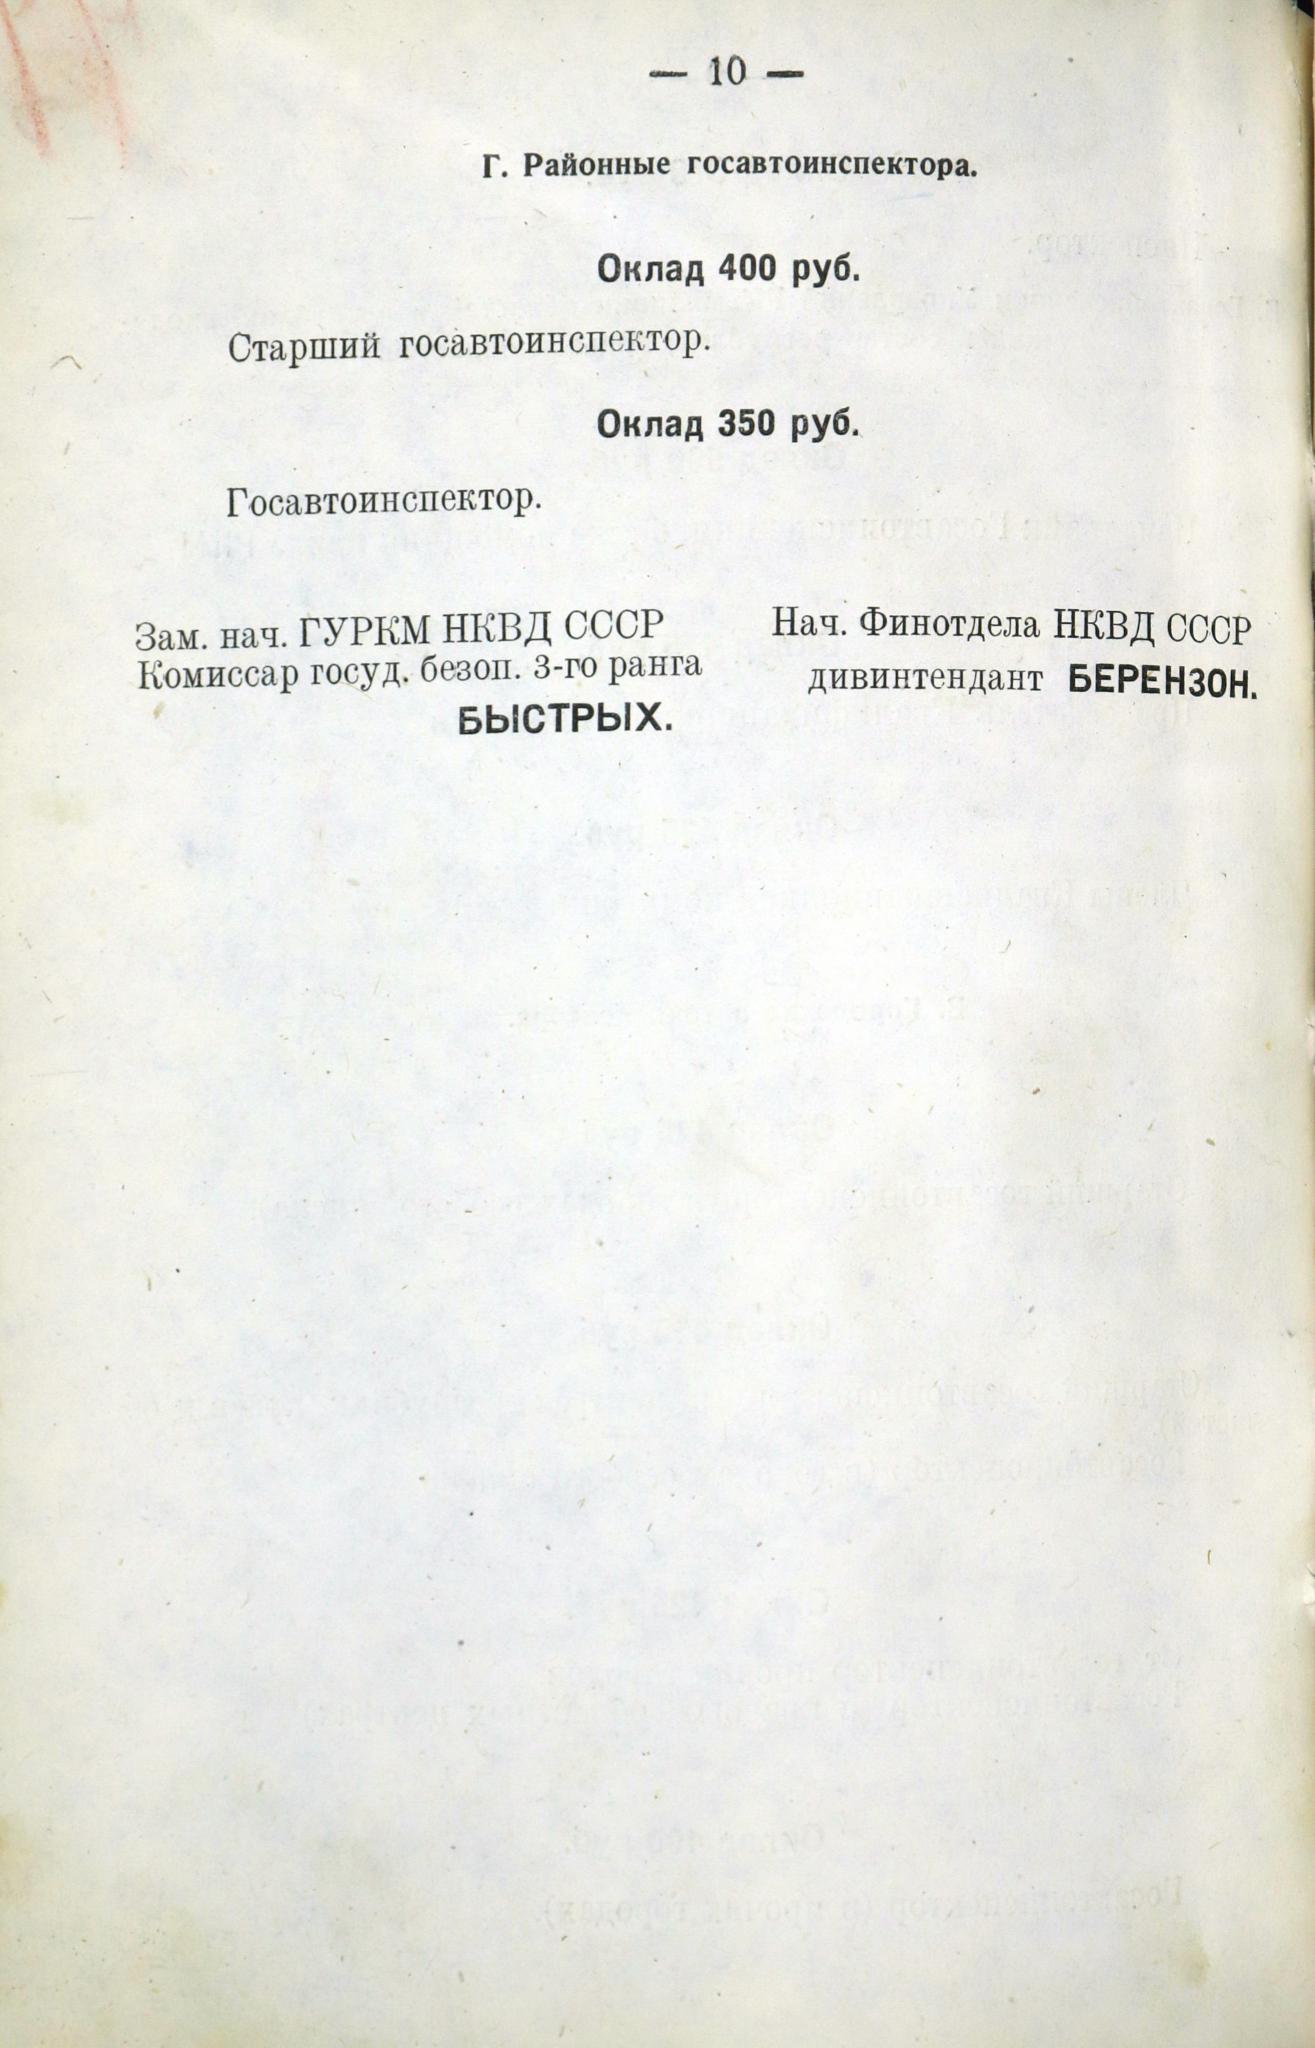 — 10 —
Г. Районные госавтоинспектора.
Оклад 400 руб.
Старший госавтоинспектор.
Оклад 350 руб.
Госавтоинспектор.
Зам. нач. ГУРКМ НКВД СССР
Комиссар госуд. безоп. 3-го ранга
БЫСТРЫХ.
Нач. Финотдела НКВД СССР
дивинтендант БЕРЕНЗОН.